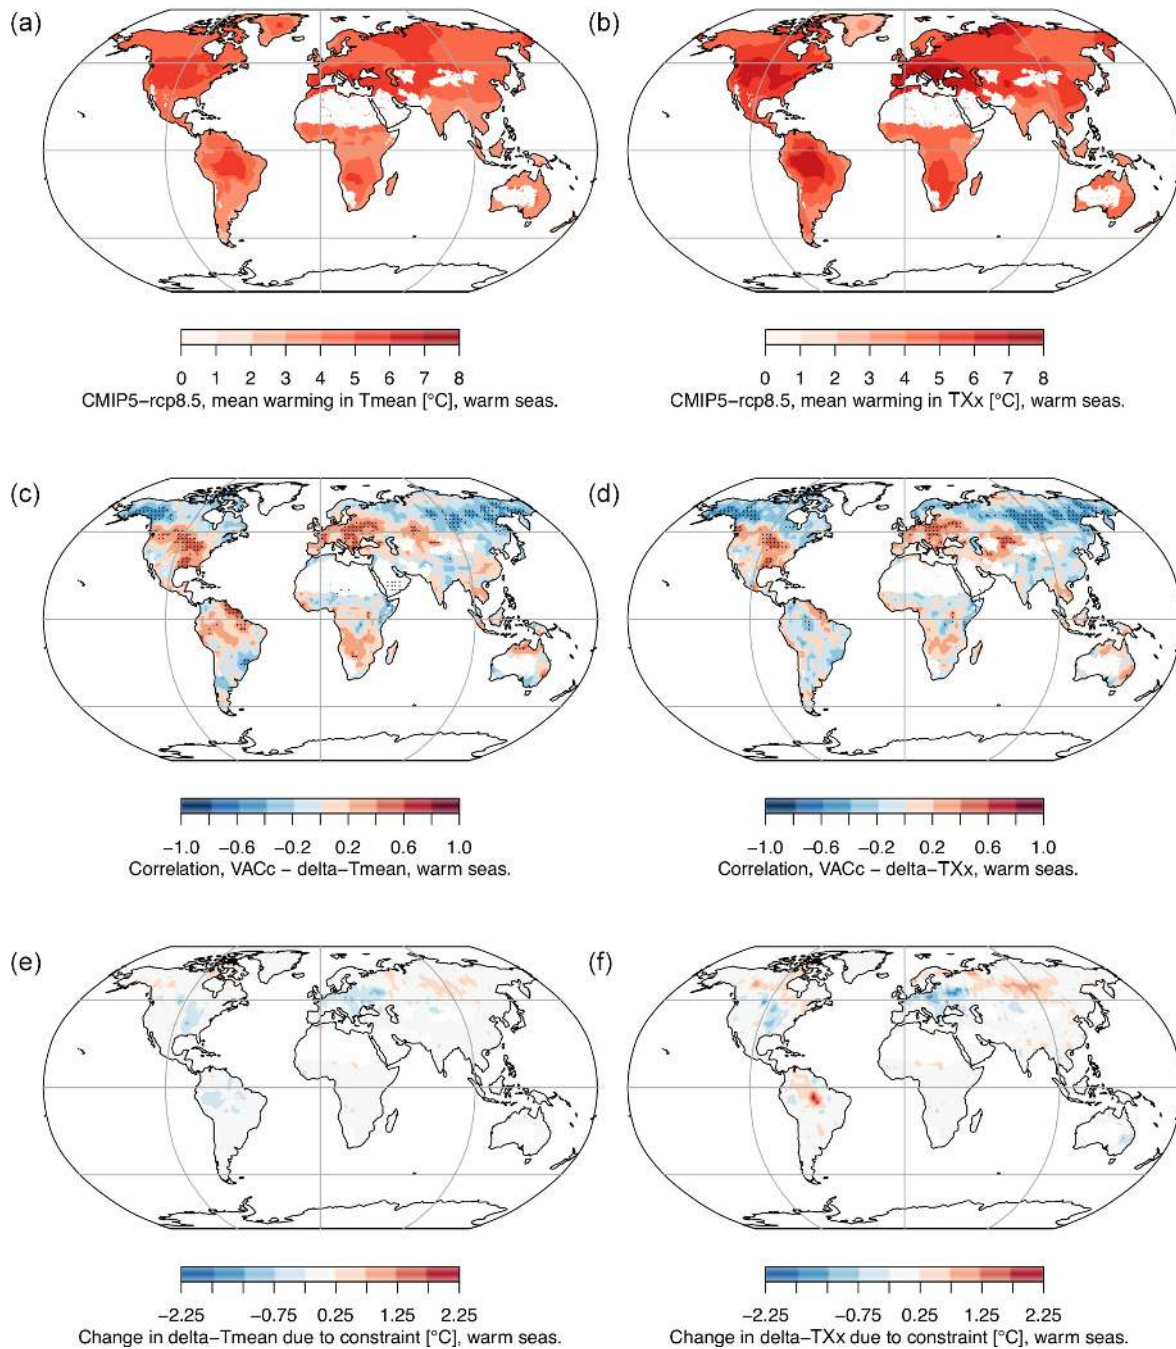 (a)
(b)
0 1 2 3 4 5 6 7 8
CMIP5−rcp8.5, mean warming in Tmean [°C], warm seas.
0 1 2 3 4 5 6 7 8
CMIP5−rcp8.5, mean warming in TXx [°C], warm seas.
(c)
(d)
−1.0 −0.6 −0.2 0.2 0.6 1.0
Correlation, VACc − delta−Tmean, warm seas.
−1.0 −0.6 −0.2 0.2 0.6 1.0
Correlation, VACc − delta−TXx, warm seas.
(e)
(f)
−2.25 −0.75 0.25 1.25 2.25
Change in delta−Tmean due to constraint [°C], warm seas.
−2.25 −0.75 0.25 1.25 2.25
Change in delta−TXx due to constraint [°C], warm seas.